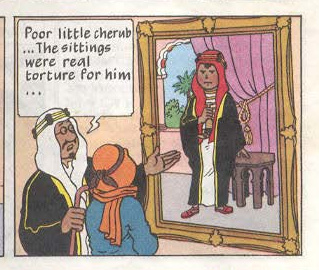 Poor little cherub
...The sittings
were real
torture for him
...